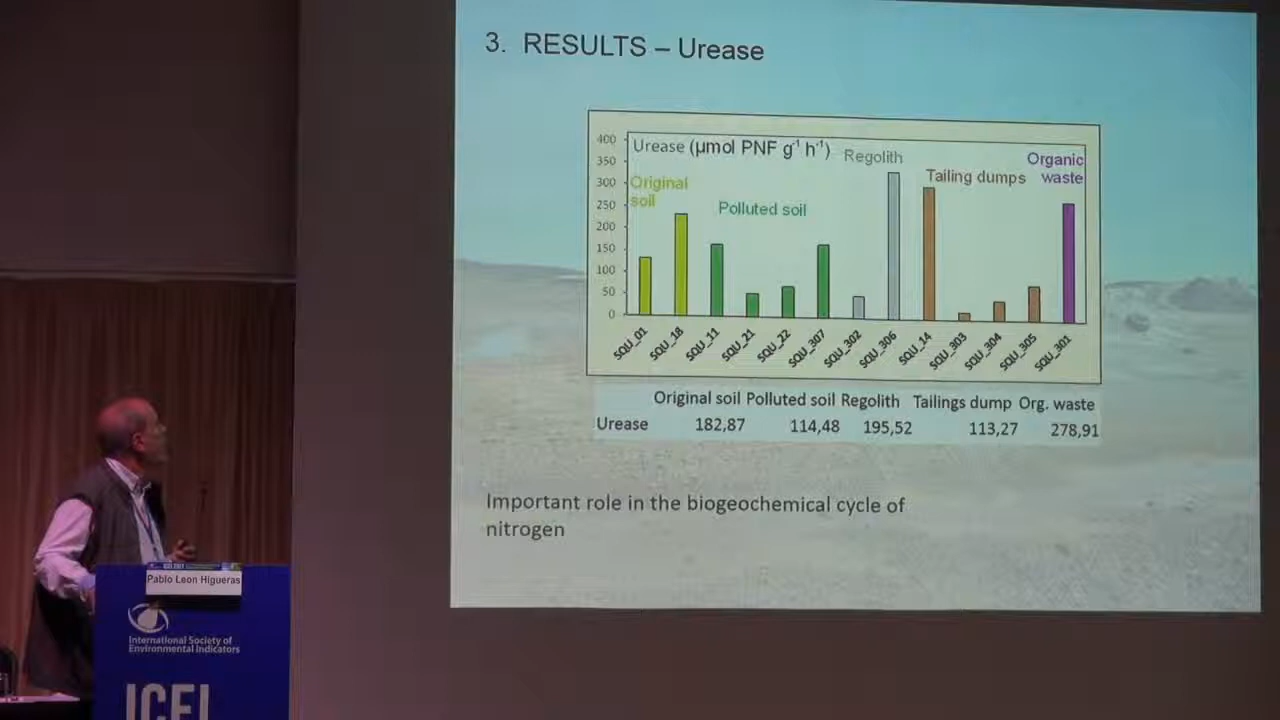 3. RESULTS – Urease
400
350
300
250
200
150
100
50
0
Urease (µmol PNF g⁻¹ h⁻¹)
Original
soil
Polluted soil
Regolith
Tailing dumps
Organic
waste
SQU_01
SQU_18
SQU_11
SQU_21
SQU_22
SQU_307
SQU_302
SQU_306
SQU_14
SQU_303
SQU_304
SQU_305
SQU_301
Original soil Polluted soil Regolith Tailings dump Org. waste
Urease 182,87 114,48 195,52 113,27 278,91
Important role in the biogeochemical cycle of
nitrogen
Pablo Leon Higueras
International Society of
Environmental Indicators
ICEI